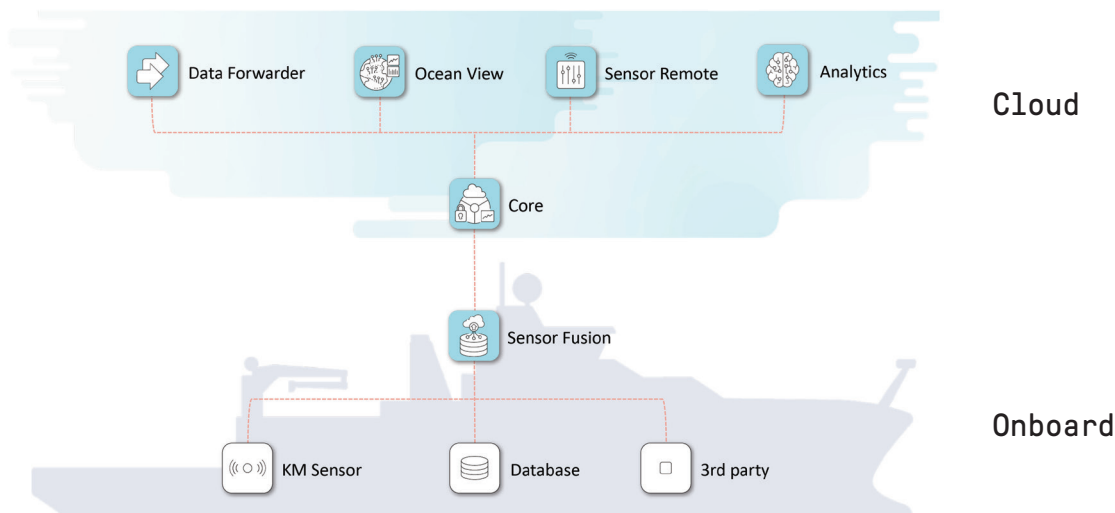 Data Forwarder
Ocean View
Sensor Remote
Analytics
Cloud
Core
Sensor Fusion
Onboard
KM Sensor
Database
3rd party